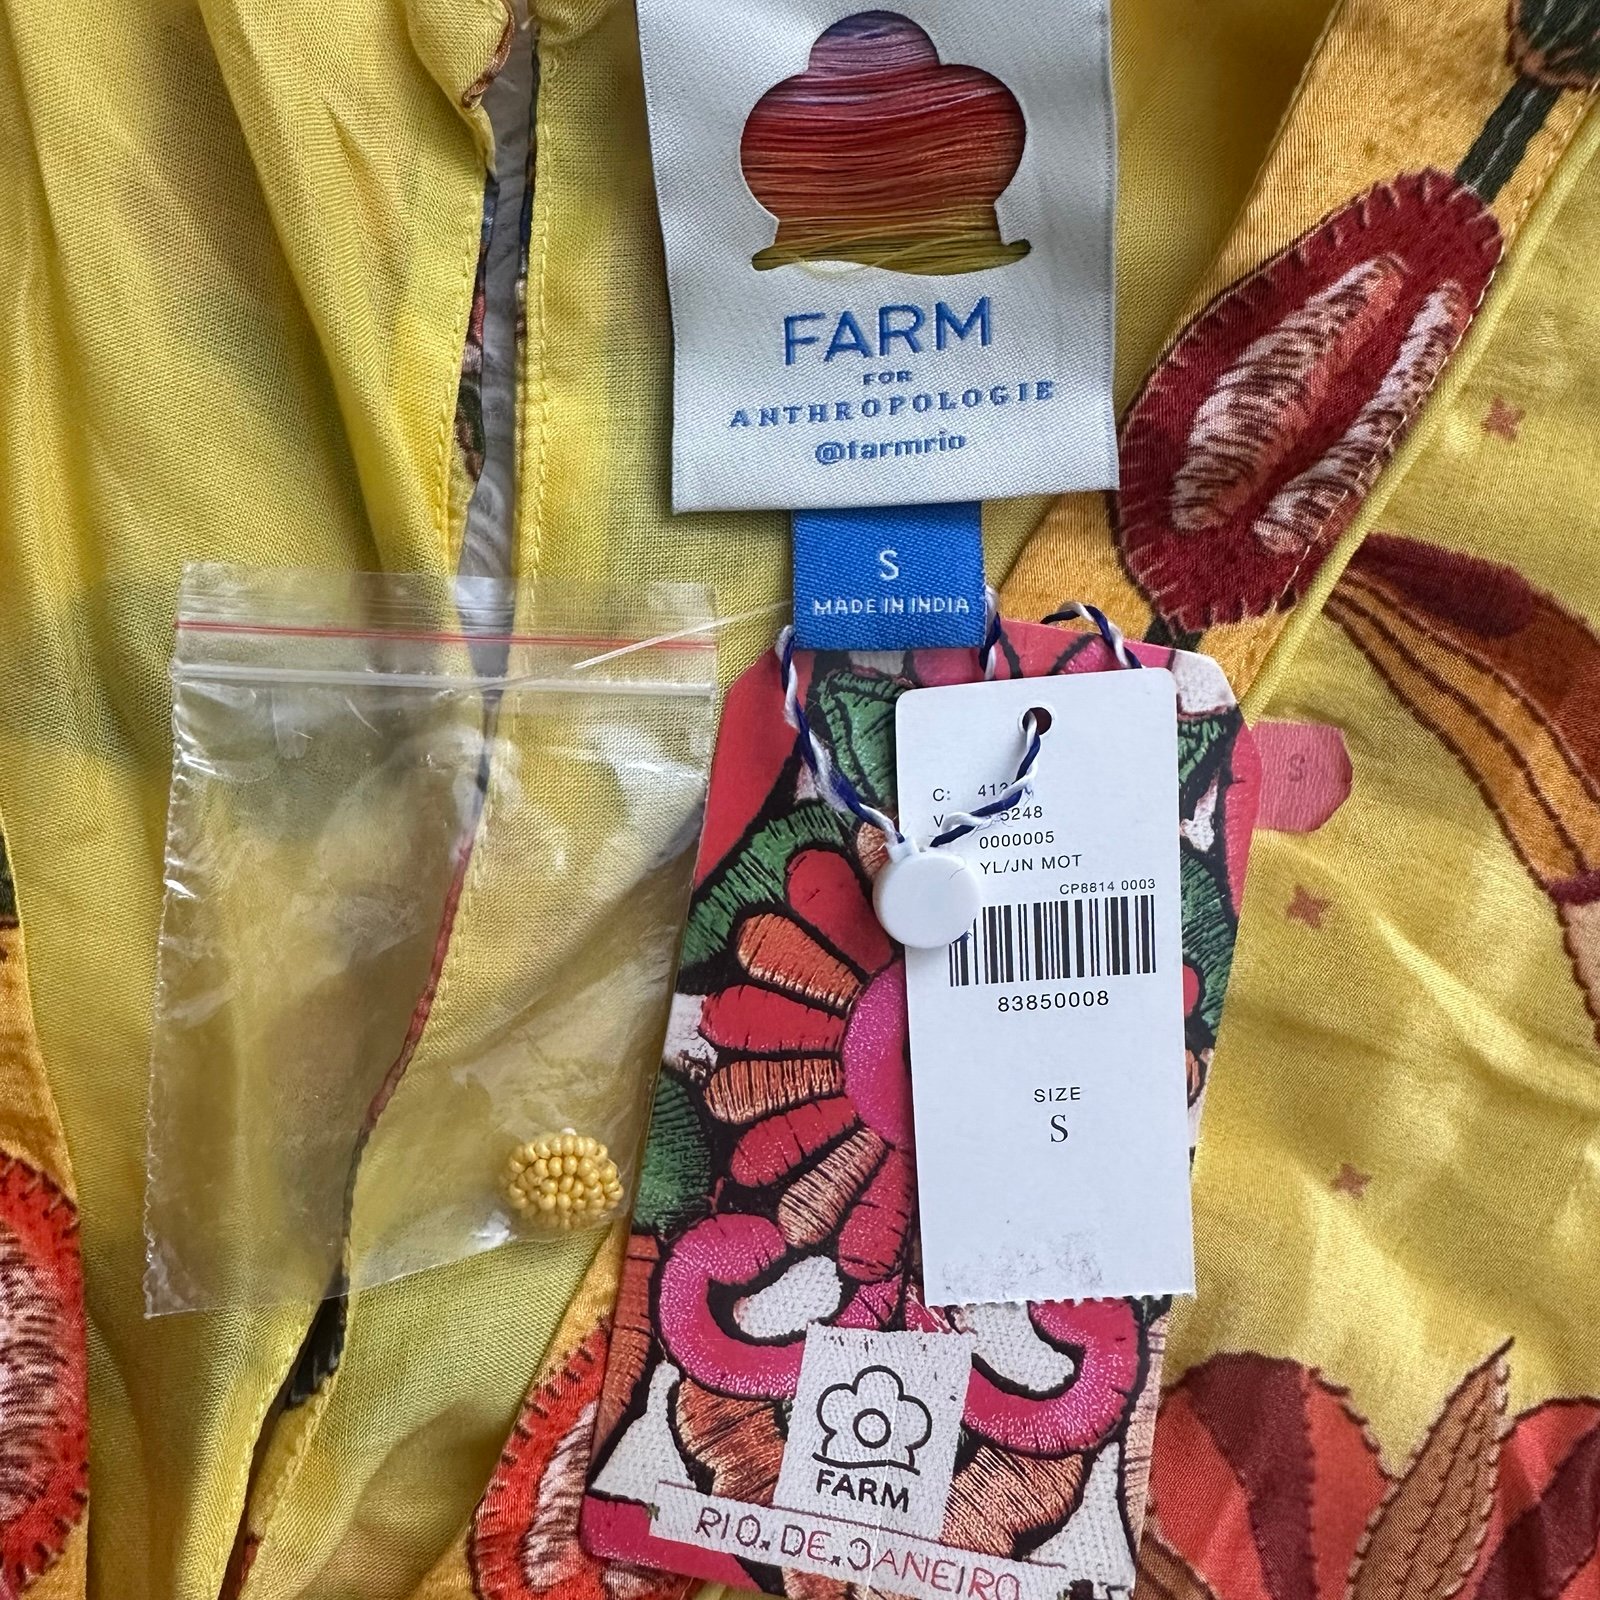 FARM
FOR
ANTHROPOLOGIE
@farmrio
S
MADE IN INDIA
S
C:
V
5248
0000005
YL/JN MOT
CP8814 0003
83850008
SIZE
S
FARM
RIO.DE.JANEIRO